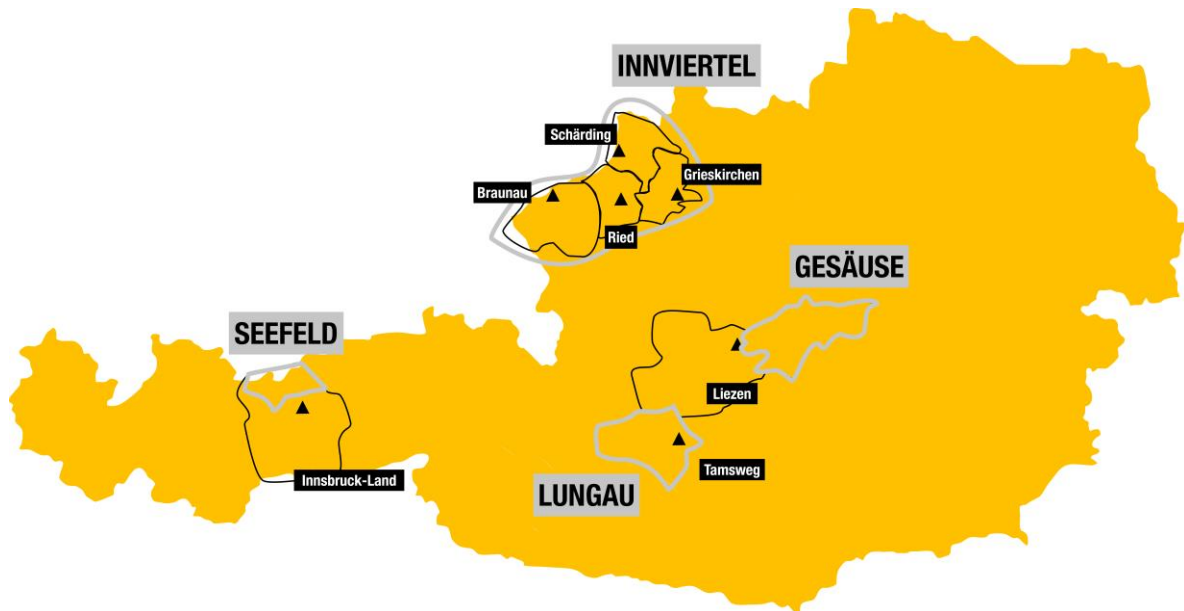 INNVIERTEL
Schärding
Grieskirchen
Braunau
Ried
GESÄUSE
SEEFELD
Liezen
Tamsweg
Innsbruck-Land
LUNGAU